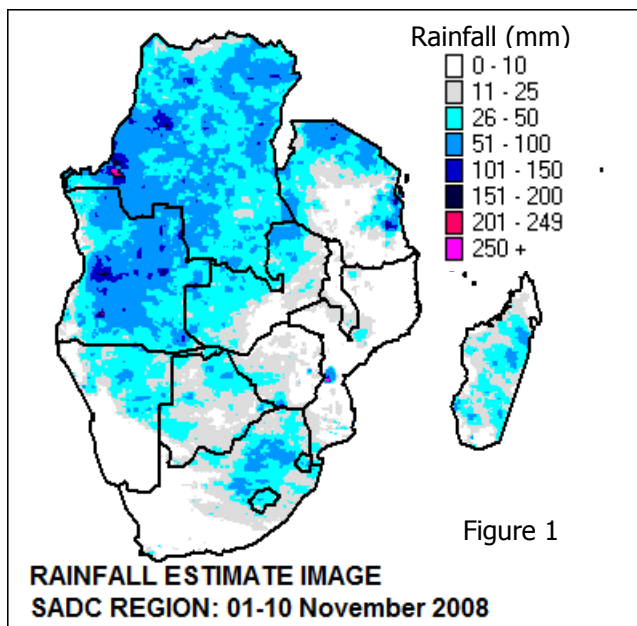 Rainfall (mm)
0 - 10
11 - 25
26 - 50
51 - 100
101 - 150
151 - 200
201 - 249
250 +
Figure 1
RAINFALL ESTIMATE IMAGE
SADC REGION: 01-10 November 2008